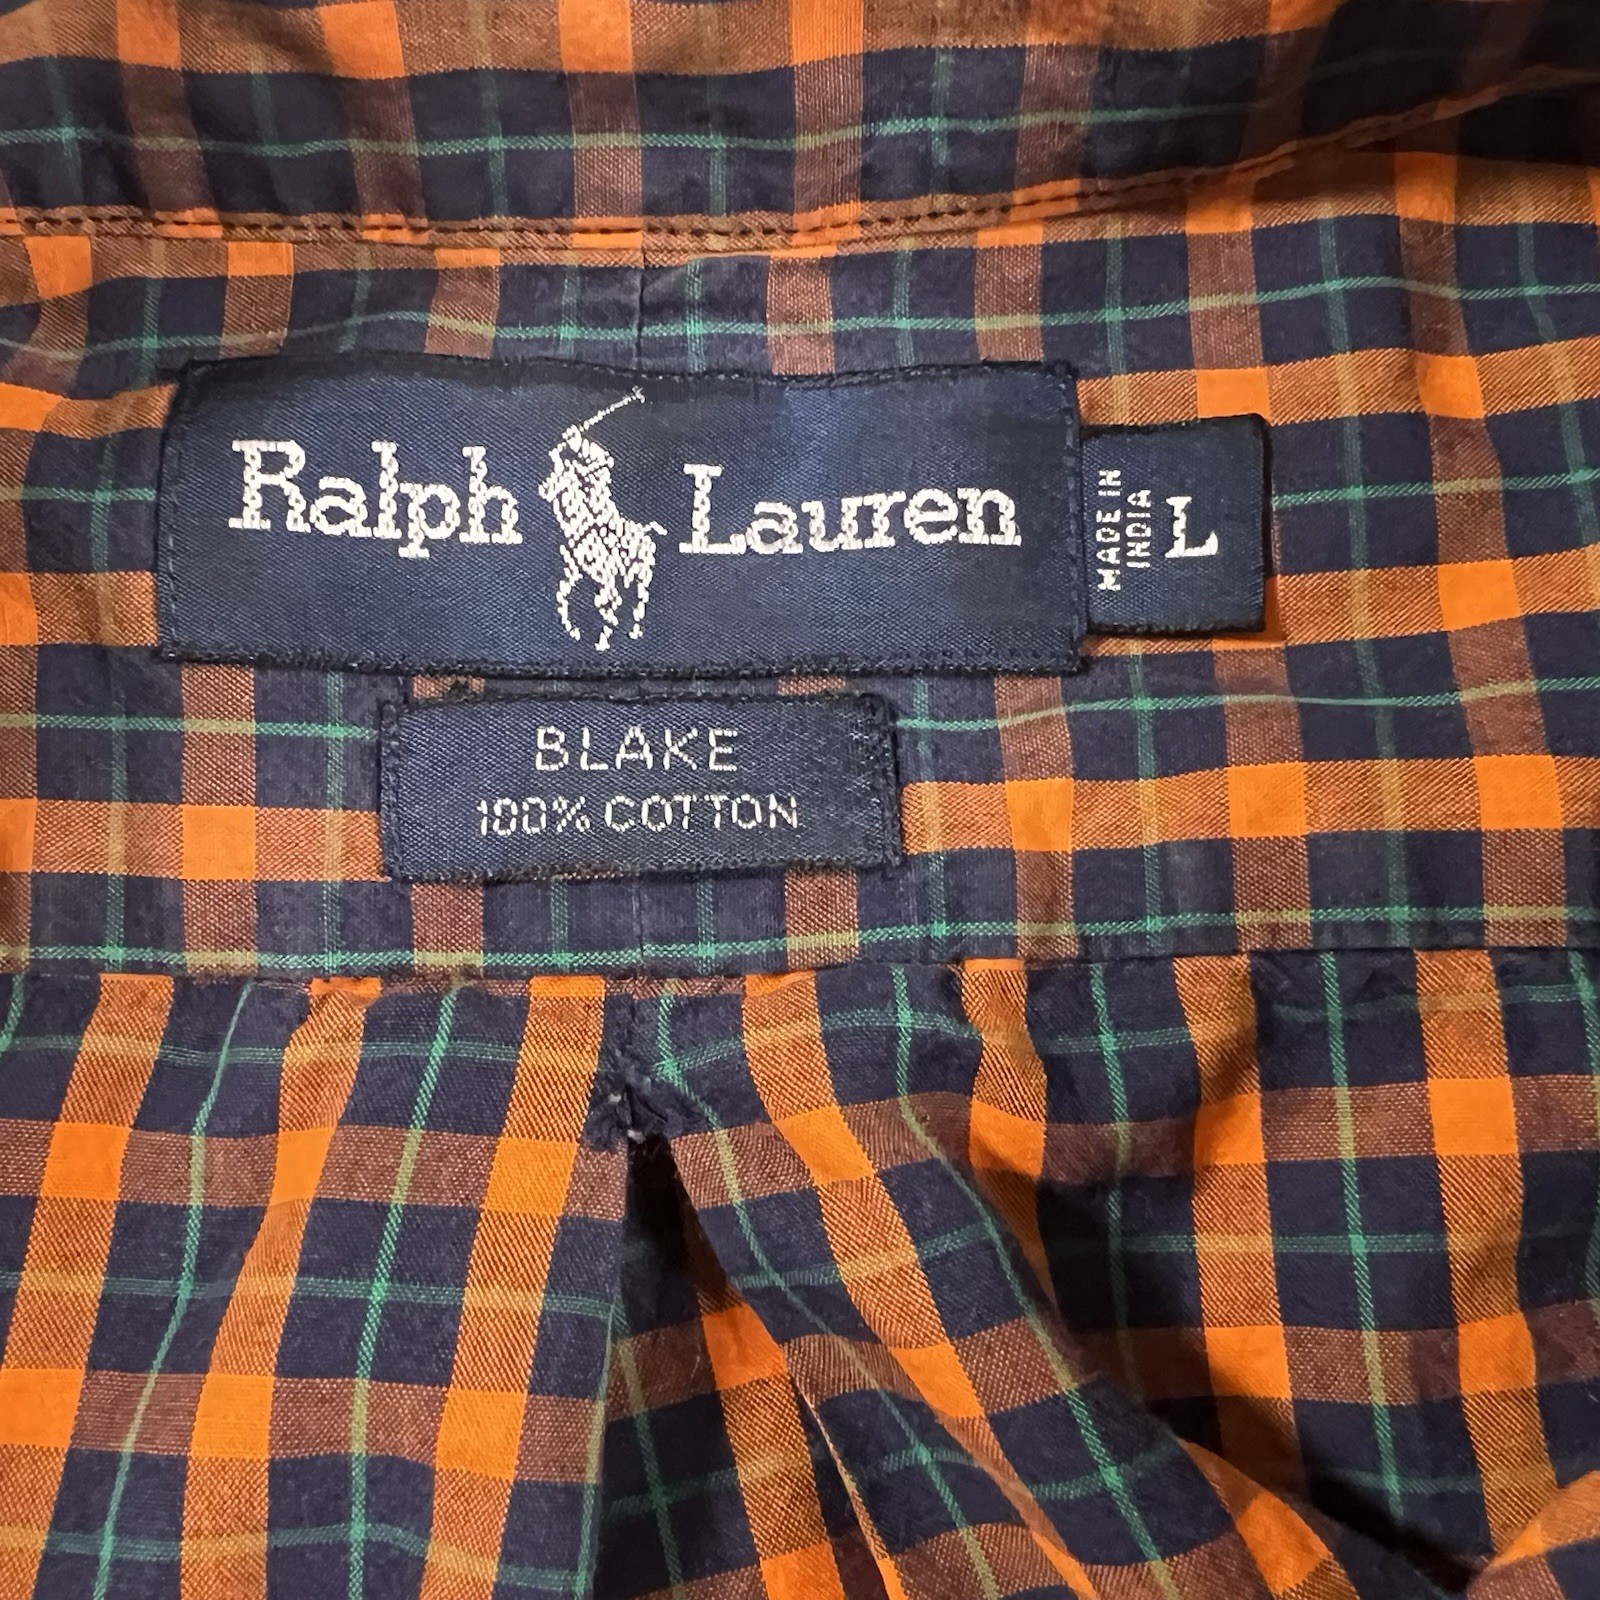 Ralph Lauren
MADE IN
INDIA
L
BLAKE
100% COTTON